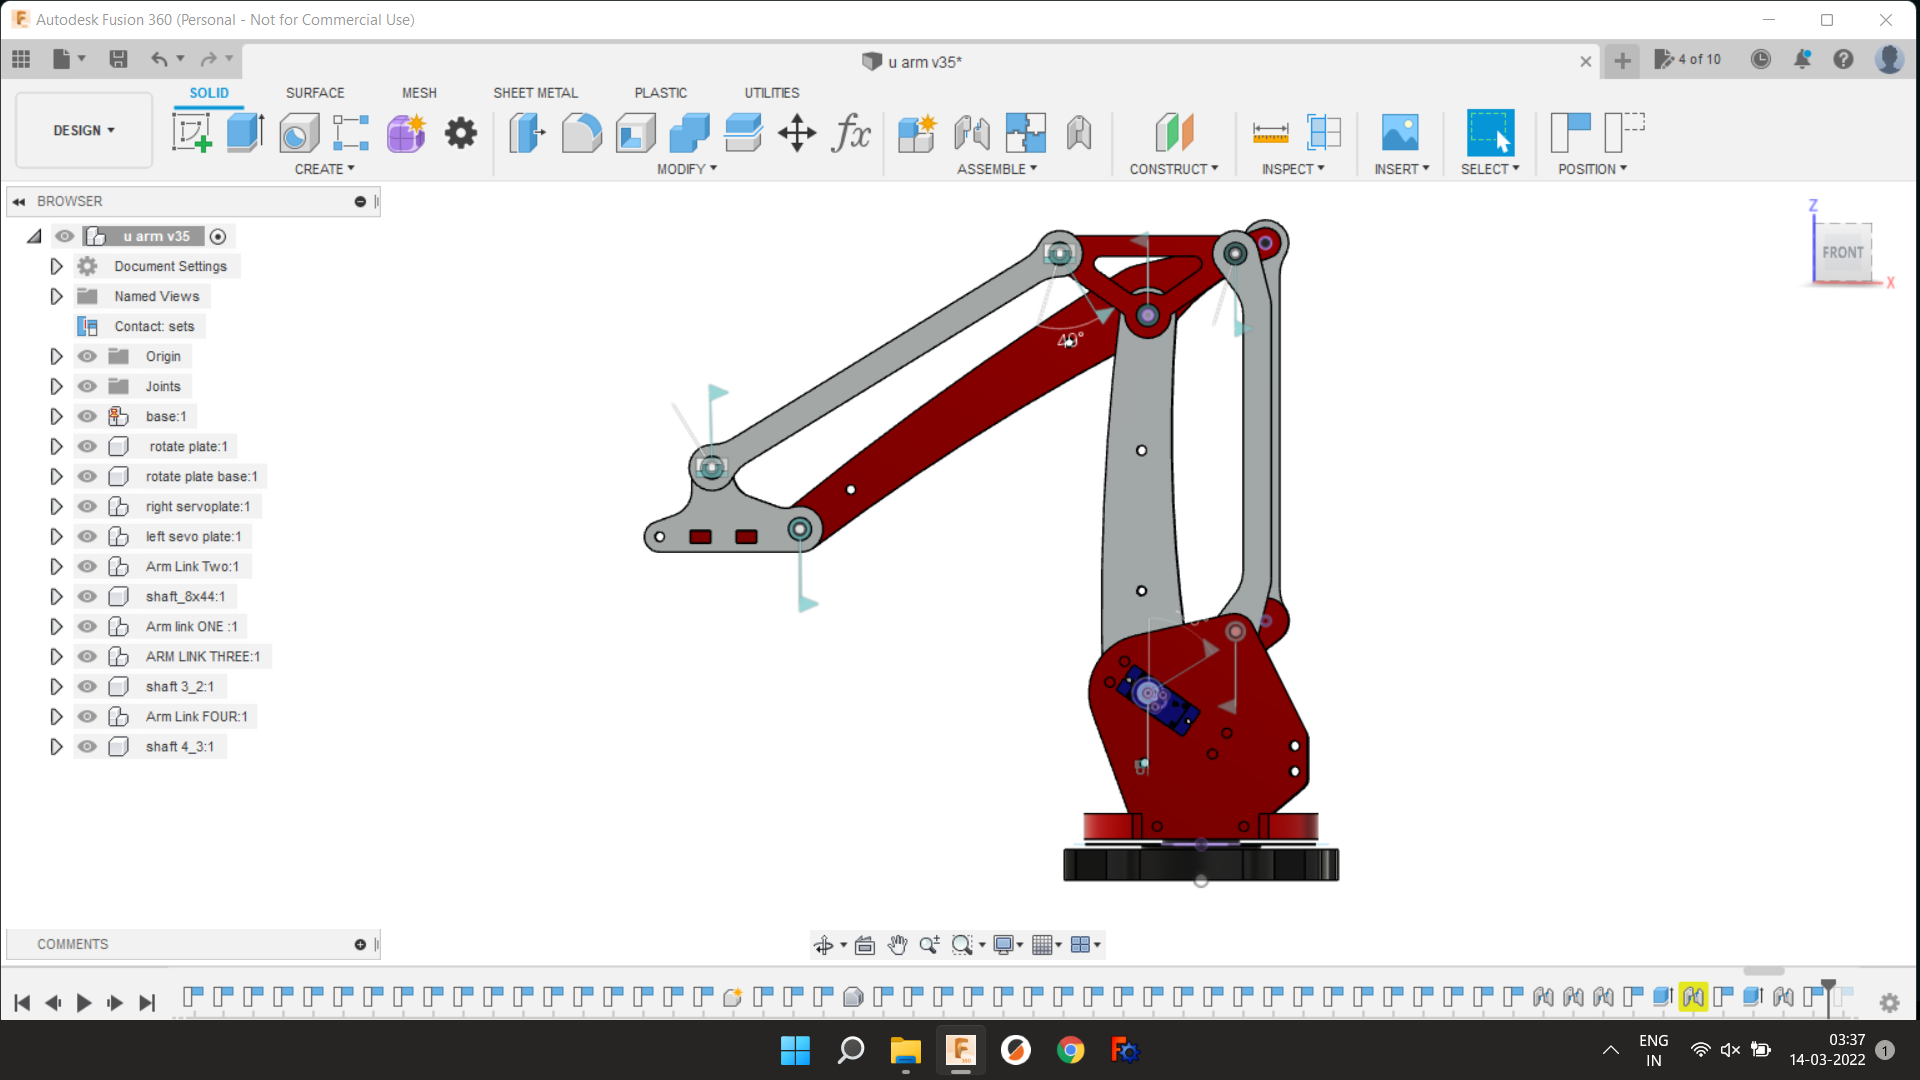 Autodesk Fusion 360 (Personal - Not for Commercial Use)
u arm v35*
4 of 10
SOLID SURFACE MESH SHEET METAL PLASTIC UTILITIES
DESIGN
CREATE MODIFY ASSEMBLE CONSTRUCT INSPECT INSERT SELECT POSITION
fx
BROWSER
u arm v35
Document Settings
Named Views
Contact: sets
Origin
Joints
base:1
rotate plate:1
rotate plate base:1
right servoplate:1
left sevo plate:1
Arm Link Two:1
shaft_8x44:1
Arm link ONE :1
ARM LINK THREE:1
shaft 3_2:1
Arm Link FOUR:1
shaft 4_3:1
Z
FRONT
X
COMMENTS
ENG
IN
03:37
14-03-2022
1